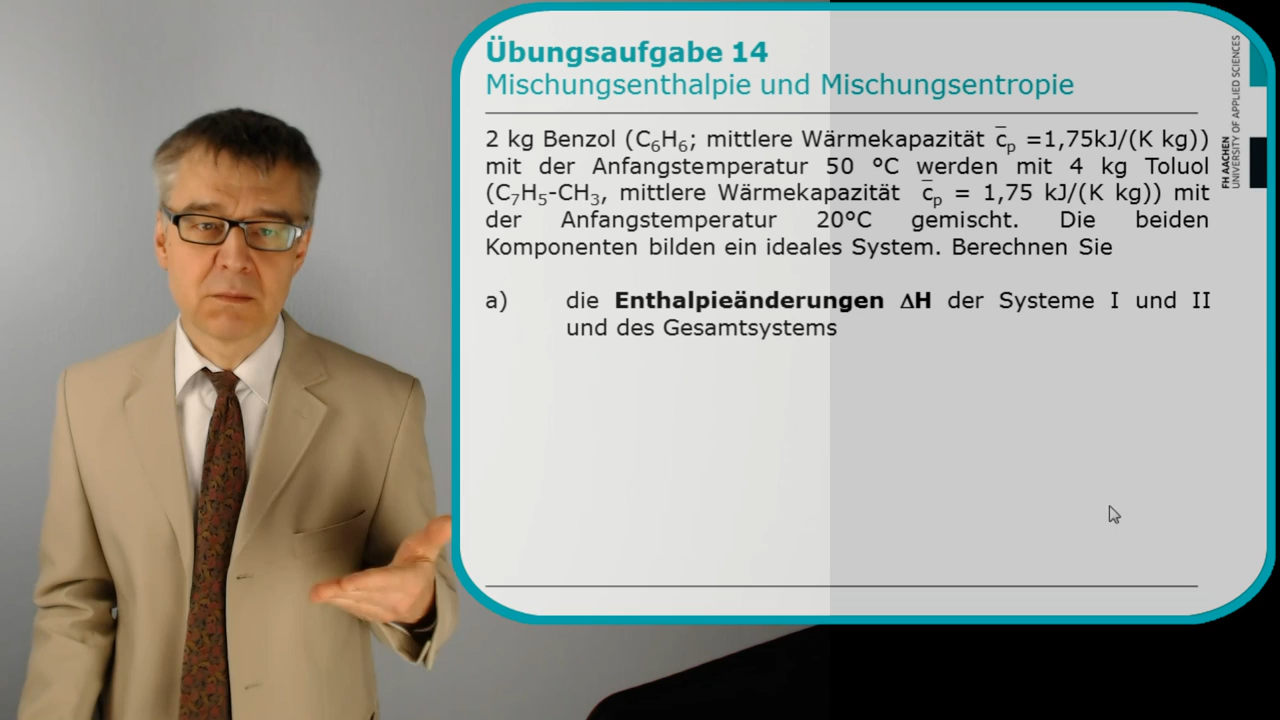 Übungsaufgabe 14
Mischungsenthalpie und Mischungsentropie
2 kg Benzol (C₆H₆; mittlere Wärmekapazität c̅ₚ =1,75kJ/(K kg))
mit der Anfangstemperatur 50 °C werden mit 4 kg Toluol
(C₇H₅-CH₃, mittlere Wärmekapazität c̅ₚ = 1,75 kJ/(K kg)) mit
der Anfangstemperatur 20°C gemischt. Die beiden
Komponenten bilden ein ideales System. Berechnen Sie
a) die Enthalpieänderungen ΔH der Systeme I und II
und des Gesamtsystems
FH AACHEN
UNIVERSITY OF APPLIED SCIENCES